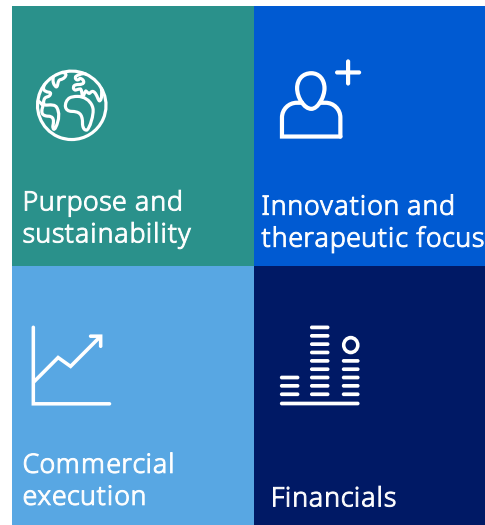 Purpose and
sustainability
Innovation and
therapeutic focus
Commercial
execution
Financials